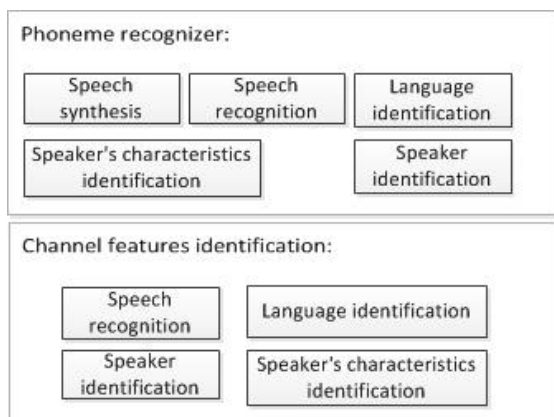 Phoneme recognizer:
Speech
synthesis
Speech
recognition
Language
identification
Speaker's characteristics
identification
Speaker
identification
Channel features identification:
Speech
recognition
Language identification
Speaker
identification
Speaker's characteristics
identification